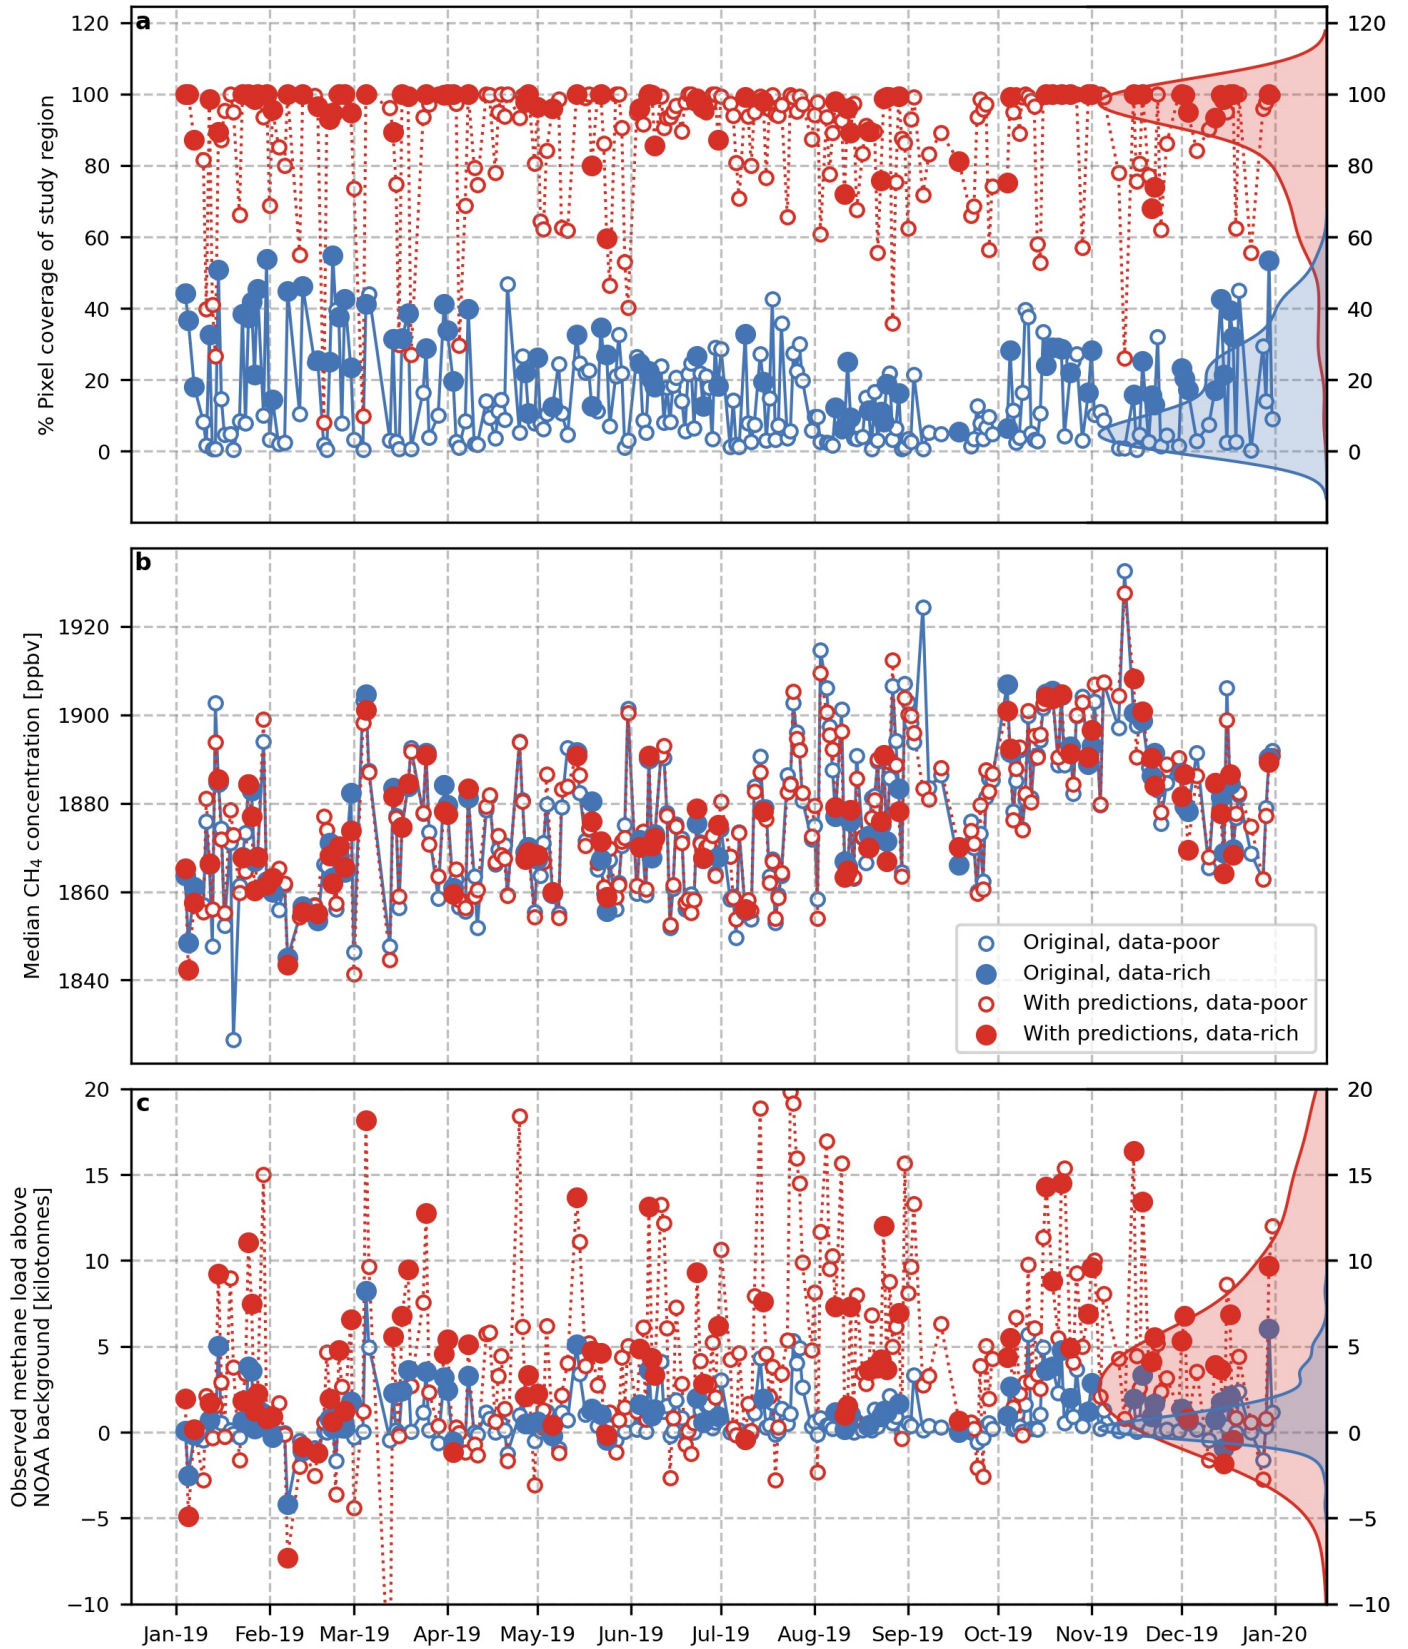 a
120
100
80
60
40
20
0
% Pixel coverage of study region
120
100
80
60
40
20
0
b
1920
1900
1880
1860
1840
Median CH₄ concentration [ppbv]
Original, data-poor
Original, data-rich
With predictions, data-poor
With predictions, data-rich
c
20
15
10
5
0
−5
−10
Observed methane load above
NOAA background [kilotonnes]
20
15
10
5
0
−5
−10
Jan-19 Feb-19 Mar-19 Apr-19 May-19 Jun-19 Jul-19 Aug-19 Sep-19 Oct-19 Nov-19 Dec-19 Jan-20